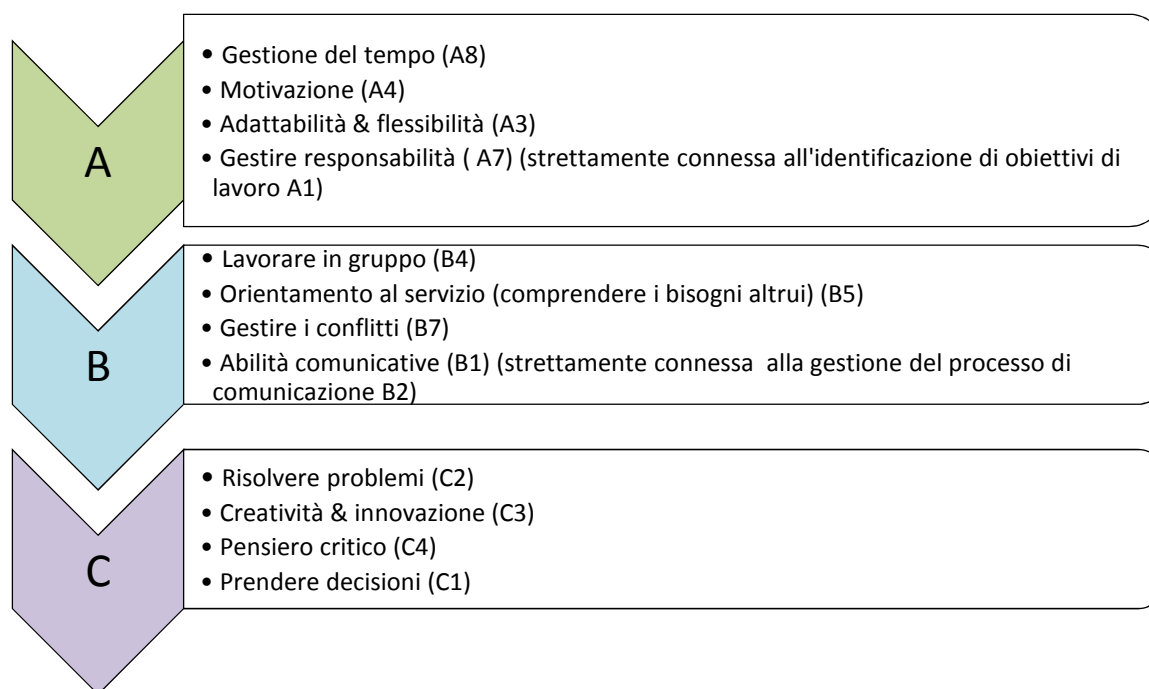 A
• Gestione del tempo (A8)
• Motivazione (A4)
• Adattabilità & flessibilità (A3)
• Gestire responsabilità ( A7) (strettamente connessa all'identificazione di obiettivi di
lavoro A1)
B
• Lavorare in gruppo (B4)
• Orientamento al servizio (comprendere i bisogni altrui) (B5)
• Gestire i conflitti (B7)
• Abilità comunicative (B1) (strettamente connessa  alla gestione del processo di
comunicazione B2)
C
• Risolvere problemi (C2)
• Creatività & innovazione (C3)
• Pensiero critico (C4)
• Prendere decisioni (C1)